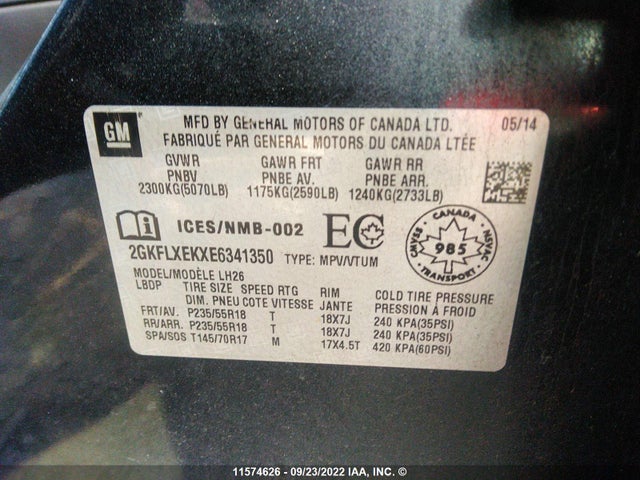 GM
MFD BY GENERAL MOTORS OF CANADA LTD. 05/14
FABRIQUÉ PAR GENERAL MOTORS DU CANADA LTÉE
GVWR GAWR FRT GAWR RR
PNBV PNBE AV. PNBE ARR.
2300KG(5070LB) 1175KG(2590LB) 1240KG(2733LB)
ICES/NMB-002 EC
CANADA
CMVSS NSVAC
985
TRANSPORT
2GKFLXEKXE6341350 TYPE: MPV/VTUM
MODEL/MODÈLE LH26
LBDP TIRE SIZE SPEED RTG RIM COLD TIRE PRESSURE
DIM. PNEU COTE VITESSE JANTE PRESSION À FROID
FRT/AV. P235/55R18 T 18X7J 240 KPA(35PSI)
RR/ARR. P235/55R18 T 18X7J 240 KPA(35PSI)
SPA/SOS T145/70R17 M 17X4.5T 420 KPA(60PSI)
11574626 - 09/23/2022 IAA, INC. ©